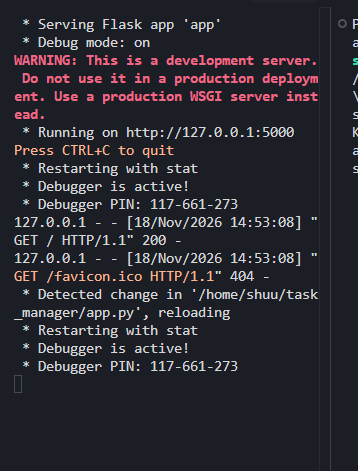 * Serving Flask app 'app'
 * Debug mode: on
WARNING: This is a development server.
 Do not use it in a production deploym
ent. Use a production WSGI server inst
ead.
 * Running on http://127.0.0.1:5000
Press CTRL+C to quit
 * Restarting with stat
 * Debugger is active!
 * Debugger PIN: 117-661-273
127.0.0.1 - - [18/Nov/2026 14:53:08] "
GET / HTTP/1.1" 200 -
127.0.0.1 - - [18/Nov/2026 14:53:08] "
GET /favicon.ico HTTP/1.1" 404 -
 * Detected change in '/home/shuu/task
_manager/app.py', reloading
 * Restarting with stat
 * Debugger is active!
 * Debugger PIN: 117-661-273